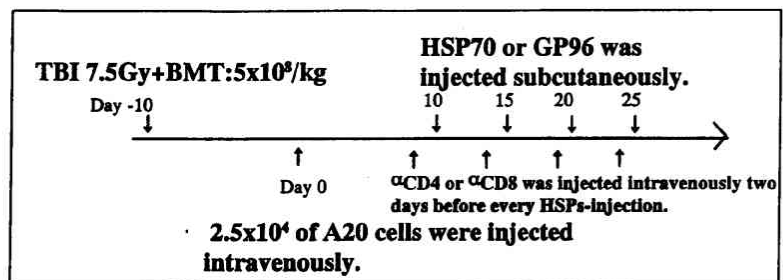 HSP70 or GP96 was
injected subcutaneously.
TBI 7.5Gy+BMT:5x10⁸/kg
Day -10
10 15 20 25
Day 0
αCD4 or αCD8 was injected intravenously two
days before every HSPs-injection.
2.5x10⁴ of A20 cells were injected
intravenously.